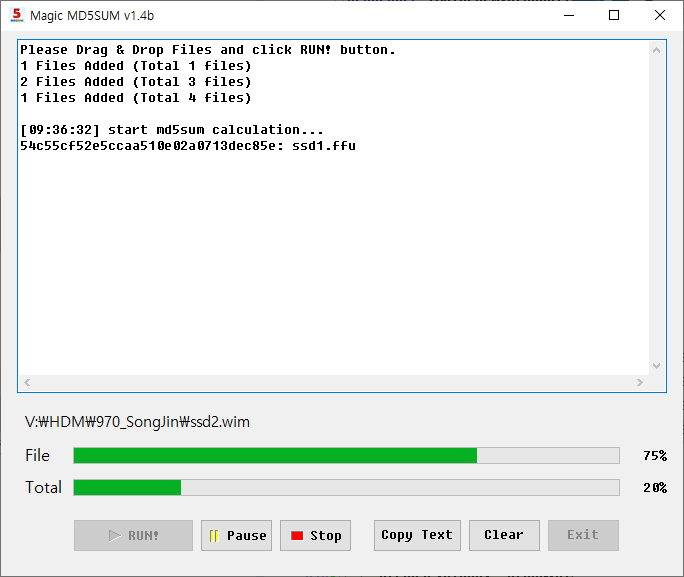 5 Magic MD5SUM v1.4b
Please Drag & Drop Files and click RUN! button.
1 Files Added (Total 1 files)
2 Files Added (Total 3 files)
1 Files Added (Total 4 files)
[09:36:32] start md5sum calculation...
54c55cf52e5ccaa510e02a0713dec85e: ssd1.ffu
V:₩HDM₩970_SongJin₩ssd2.wim
File 75%
Total 20%
RUN! Pause Stop Copy Text Clear Exit